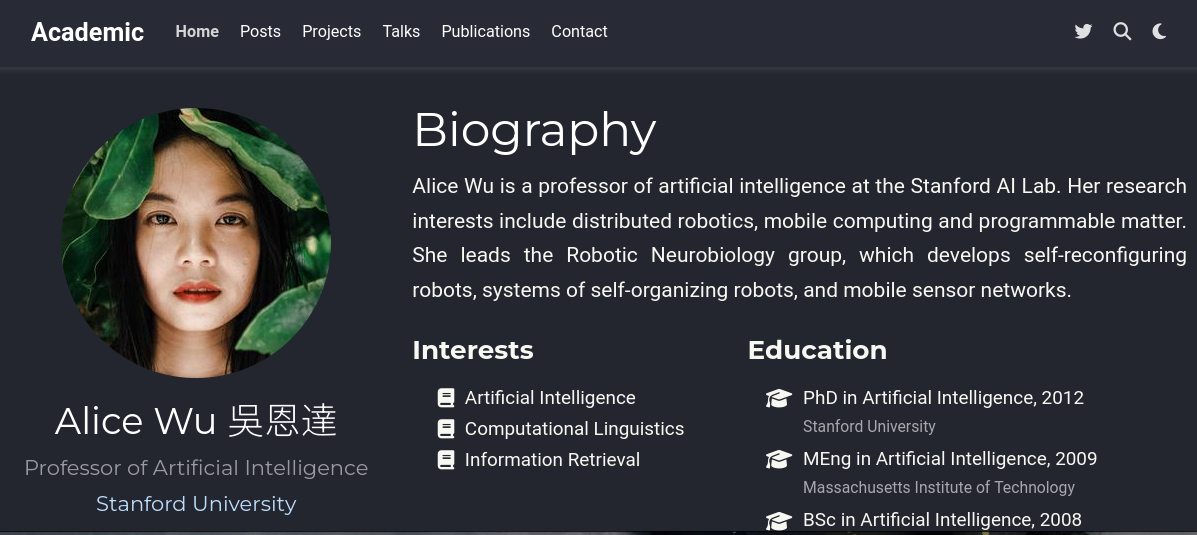 Academic Home Posts Projects Talks Publications Contact
Alice Wu 吳恩達
Professor of Artificial Intelligence
Stanford University
Biography
Alice Wu is a professor of artificial intelligence at the Stanford AI Lab. Her research
interests include distributed robotics, mobile computing and programmable matter.
She leads the Robotic Neurobiology group, which develops self-reconfiguring
robots, systems of self-organizing robots, and mobile sensor networks.
Interests
Artificial Intelligence
Computational Linguistics
Information Retrieval
Education
PhD in Artificial Intelligence, 2012
Stanford University
MEng in Artificial Intelligence, 2009
Massachusetts Institute of Technology
BSc in Artificial Intelligence, 2008